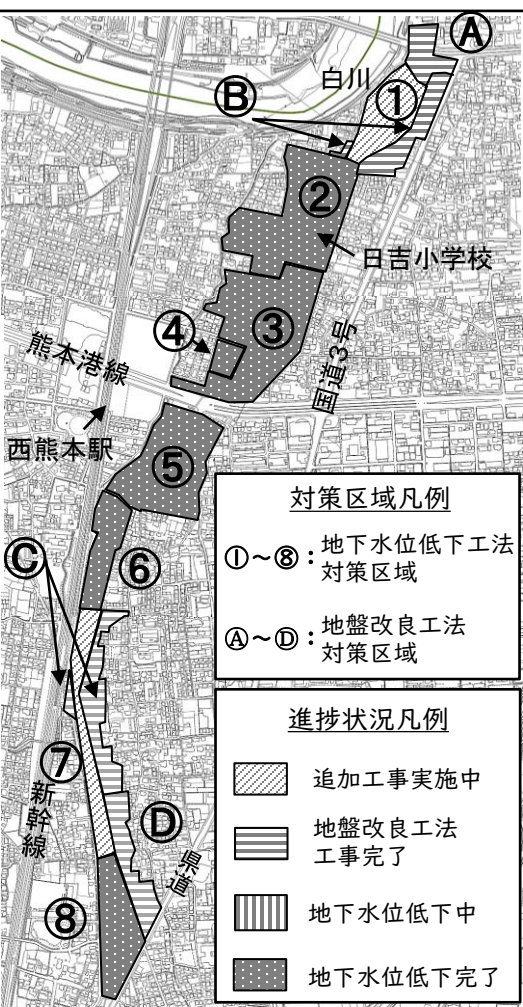 Ⓐ
白川
①
Ⓑ
②
日吉小学校
④
③
国道3号
熊本港線
西熊本駅
⑤
Ⓒ
⑥
⑦
新幹線
Ⓓ
県道
⑧
対策区域凡例
①～⑧：地下水位低下工法
対策区域
Ⓐ～Ⓓ：地盤改良工法
対策区域
進捗状況凡例
追加工事実施中
地盤改良工法
工事完了
地下水位低下中
地下水位低下完了